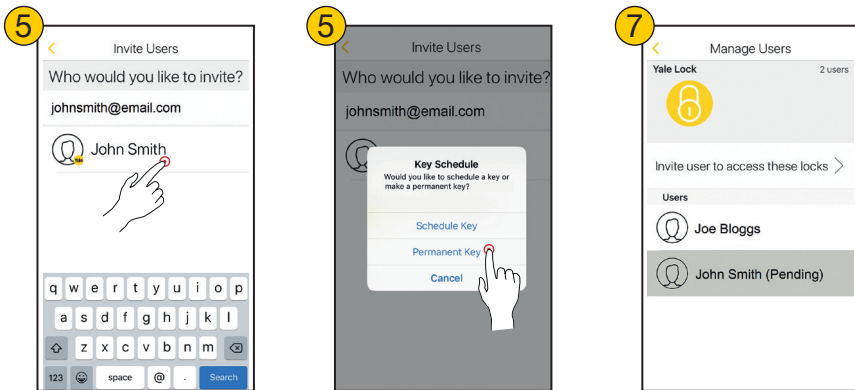 5
Invite Users
Who would you like to invite?
johnsmith@email.com
Yale
John Smith
q w e r t y u i o p
a s d f g h j k l
z x c v b n m
123 space @ . Search
5
Invite Users
Who would you like to invite?
johnsmith@email.com
Key Schedule
Would you like to schedule a key or
make a permanent key?
Schedule Key
Permanent Key
Cancel
7
Manage Users
Yale Lock 2 users
Invite user to access these locks
Users
Joe Bloggs
John Smith (Pending)